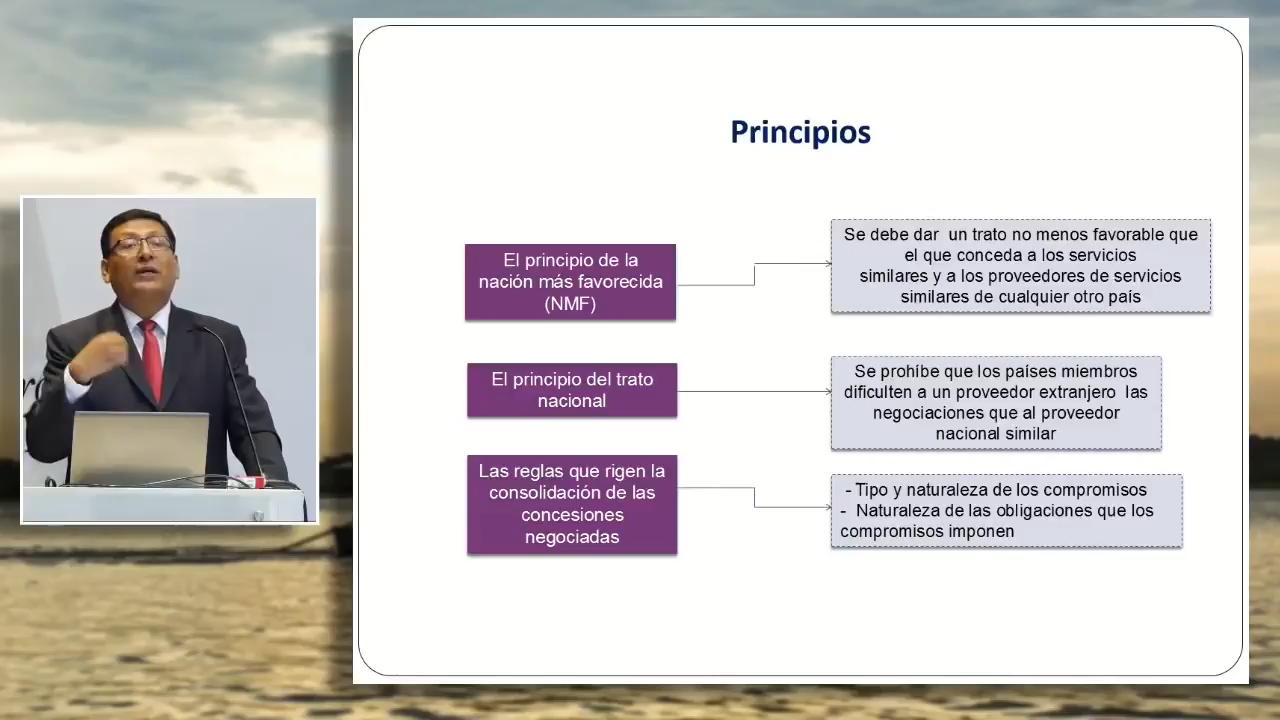 Principios
El principio de la
nación más favorecida
(NMF)
Se debe dar un trato no menos favorable que
el que conceda a los servicios
similares y a los proveedores de servicios
similares de cualquier otro país
El principio del trato
nacional
Se prohíbe que los países miembros
dificulten a un proveedor extranjero las
negociaciones que al proveedor
nacional similar
Las reglas que rigen la
consolidación de las
concesiones
negociadas
- Tipo y naturaleza de los compromisos
- Naturaleza de las obligaciones que los
compromisos imponen